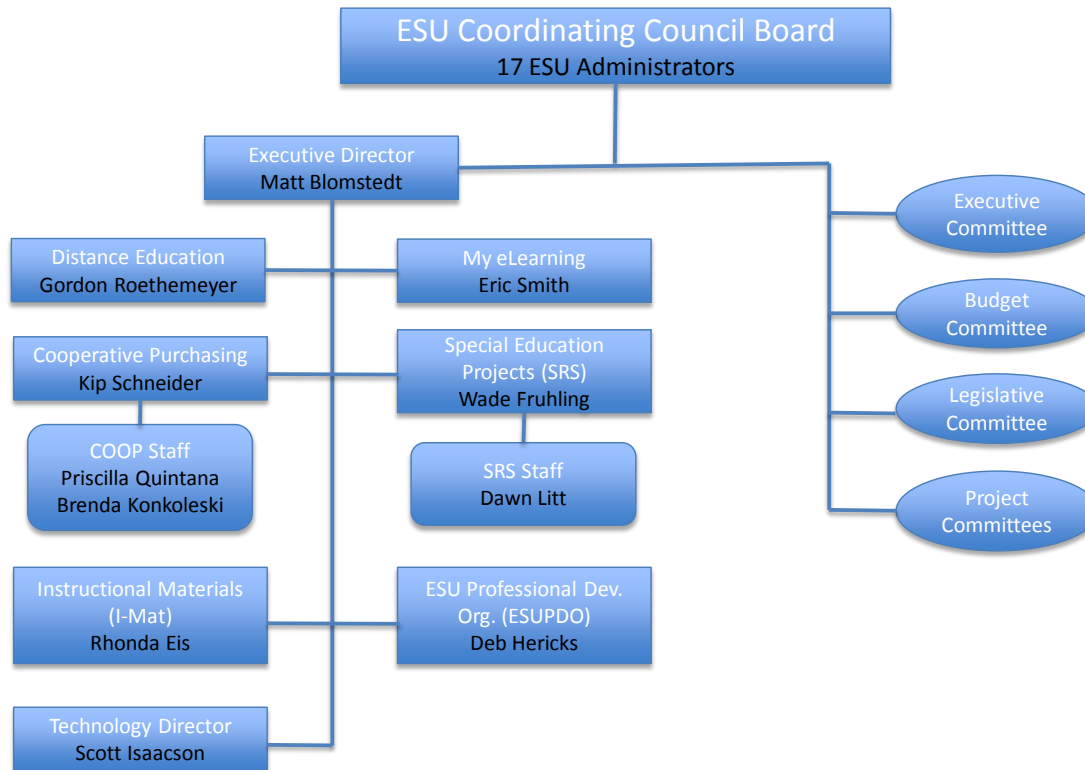 ESU Coordinating Council Board
17 ESU Administrators
Executive Director
Matt Blomstedt
Executive
Committee
Distance Education
Gordon Roethemeyer
My eLearning
Eric Smith
Budget
Committee
Cooperative Purchasing
Kip Schneider
Special Education
Projects (SRS)
Wade Fruhling
Legislative
Committee
COOP Staff
Priscilla Quintana
Brenda Konkoleski
SRS Staff
Dawn Litt
Project
Committees
Instructional Materials
(I-Mat)
Rhonda Eis
ESU Professional Dev.
Org. (ESUPDO)
Deb Hericks
Technology Director
Scott Isaacson